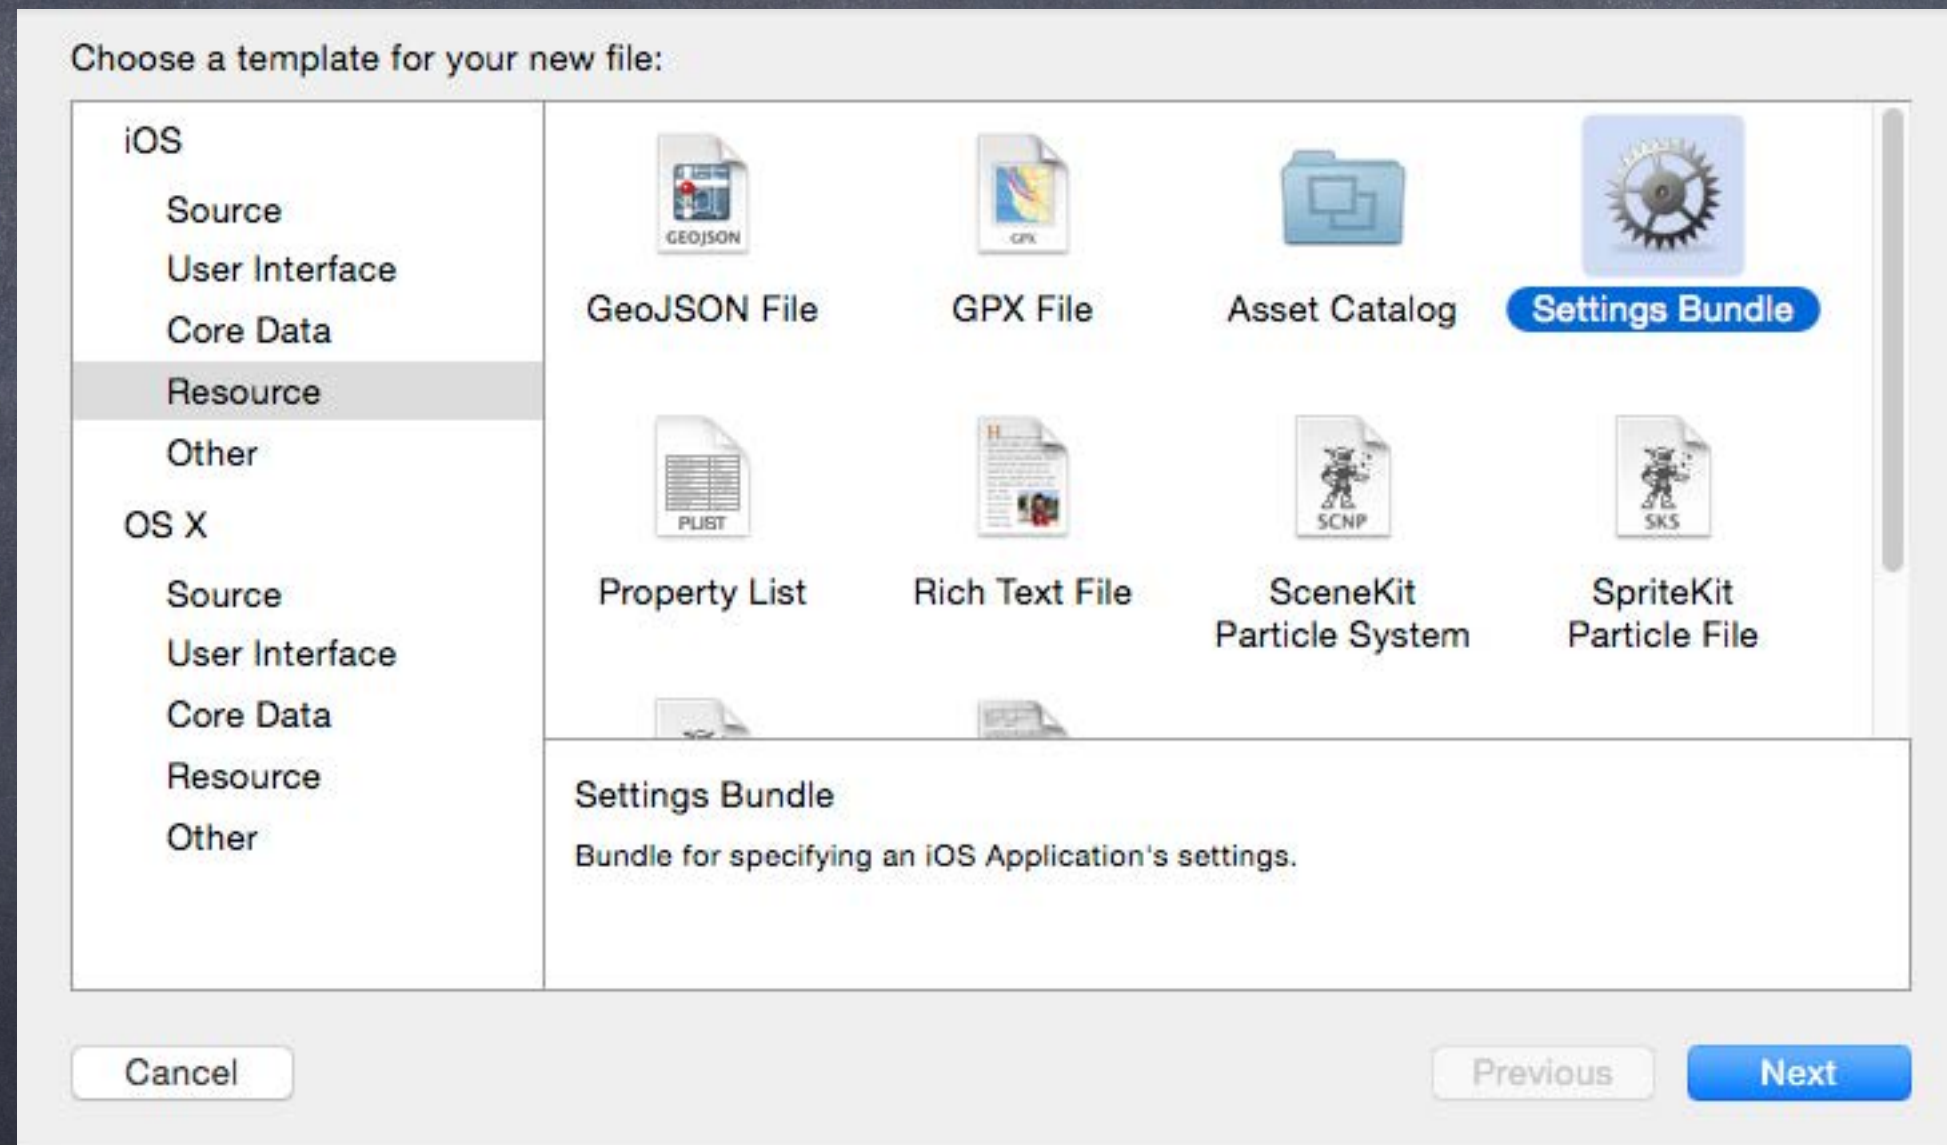 Choose a template for your new file:
iOS
Source
User Interface
Core Data
Resource
Other
OS X
Source
User Interface
Core Data
Resource
Other
GEOJSON
GPX
GeoJSON File
GPX File
Asset Catalog
Settings Bundle
PLIST
SCNP
SKS
Property List
Rich Text File
SceneKit
Particle System
SpriteKit
Particle File
Settings Bundle
Bundle for specifying an iOS Application's settings.
Cancel
Previous
Next